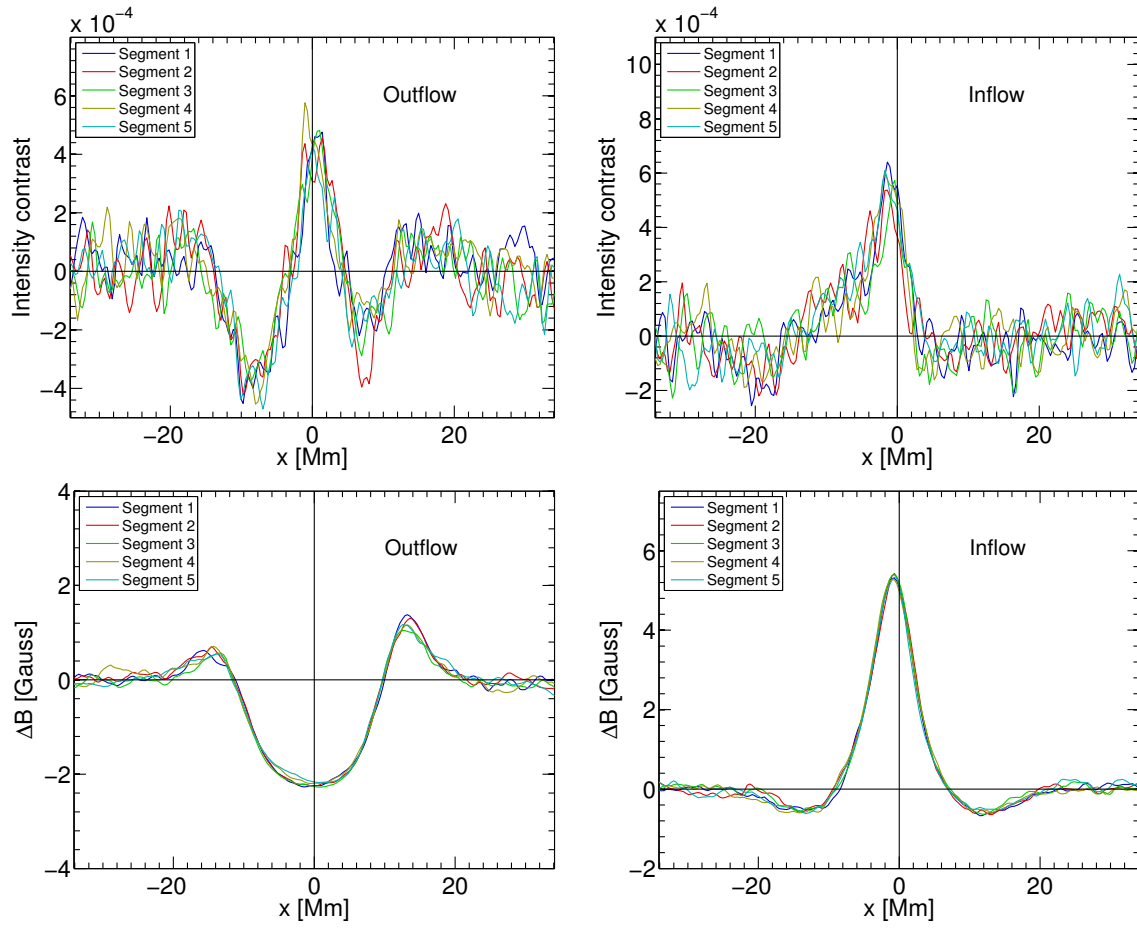 x 10−4
Intensity contrast
6
4
2
0
−2
−4
−20
0
20
x [Mm]
Segment 1
Segment 2
Segment 3
Segment 4
Segment 5
Outflow
x 10−4
Intensity contrast
10
8
6
4
2
0
−2
−20
0
20
x [Mm]
Segment 1
Segment 2
Segment 3
Segment 4
Segment 5
Inflow
ΔB [Gauss]
4
2
0
−2
−4
−20
0
20
x [Mm]
Segment 1
Segment 2
Segment 3
Segment 4
Segment 5
Outflow
ΔB [Gauss]
6
4
2
0
−2
−20
0
20
x [Mm]
Segment 1
Segment 2
Segment 3
Segment 4
Segment 5
Inflow